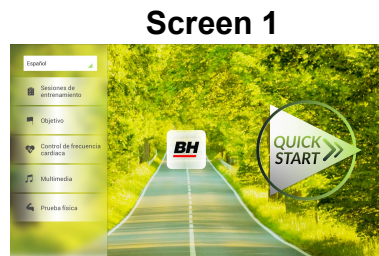 Screen 1
Español
Sesiones de
entrenamiento
Objetivo
Control de frecuencia
cardiaca
Multimedia
Prueba física
BH
QUICK
START